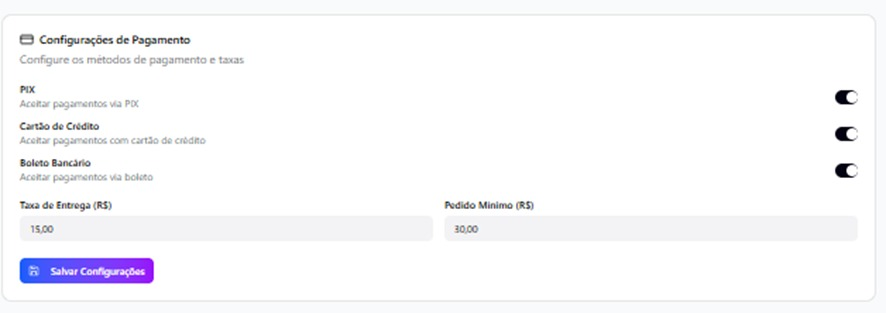 Configurações de Pagamento
Configure os métodos de pagamento e taxas
PIX
Aceitar pagamentos via PIX
Cartão de Crédito
Aceitar pagamentos com cartão de crédito
Boleto Bancário
Aceitar pagamentos via boleto
Taxa de Entrega (R$)
Pedido Mínimo (R$)
15,00
30,00
Salvar Configurações